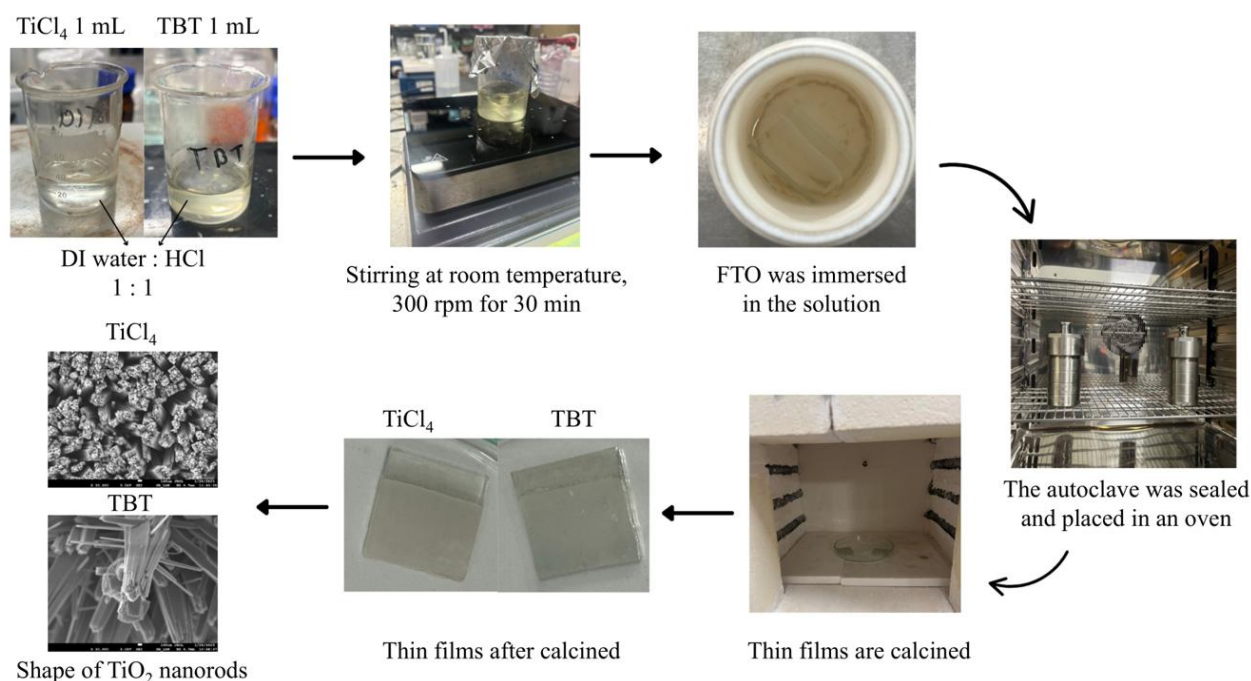 TiCl₄ 1 mL
TBT 1 mL
TBT
DI water : HCl
1 : 1
Stirring at room temperature,
300 rpm for 30 min
FTO was immersed
in the solution
The autoclave was sealed
and placed in an oven
Thin films are calcined
TiCl₄
TBT
Thin films after calcined
TiCl₄
TBT
Shape of TiO₂ nanorods